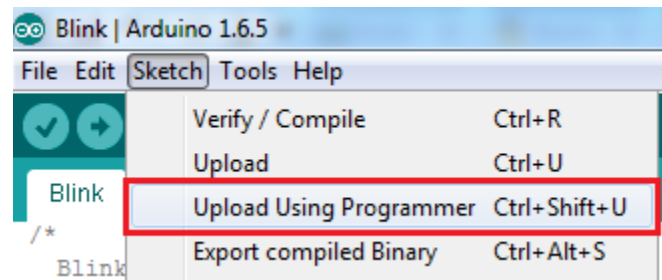 Blink | Arduino 1.6.5
File Edit Sketch Tools Help
Verify / Compile Ctrl+R
Upload Ctrl+U
Blink
Upload Using Programmer Ctrl+Shift+U
/*
Export compiled Binary Ctrl+Alt+S
Blink